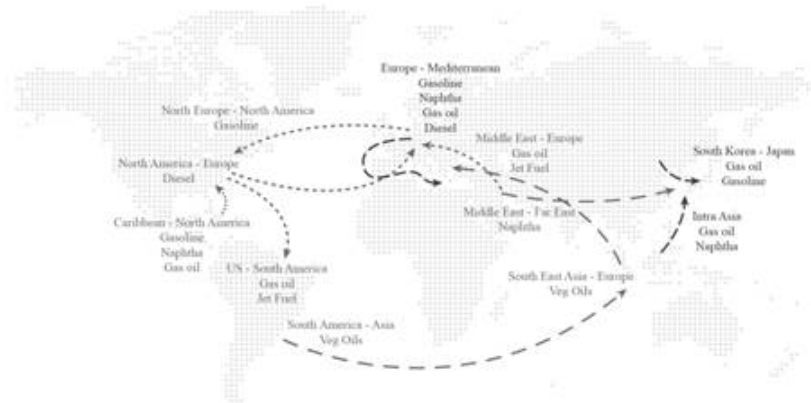 Europe - Mediterranean
Gasoline
Naphtha
Gas oil
Diesel
North Europe - North America
Gasoline
Middle East - Europe
Gas oil
Jet Fuel
South Korea - Japan
Gas oil
Gasoline
North America - Europe
Diesel
Middle East - Far East
Naphtha
Intra Asia
Gas oil
Naphtha
Caribbean - North America
Gasoline
Naphtha
Gas oil
US - South America
Gas oil
Jet Fuel
South East Asia - Europe
Veg Oils
South America - Asia
Veg Oils